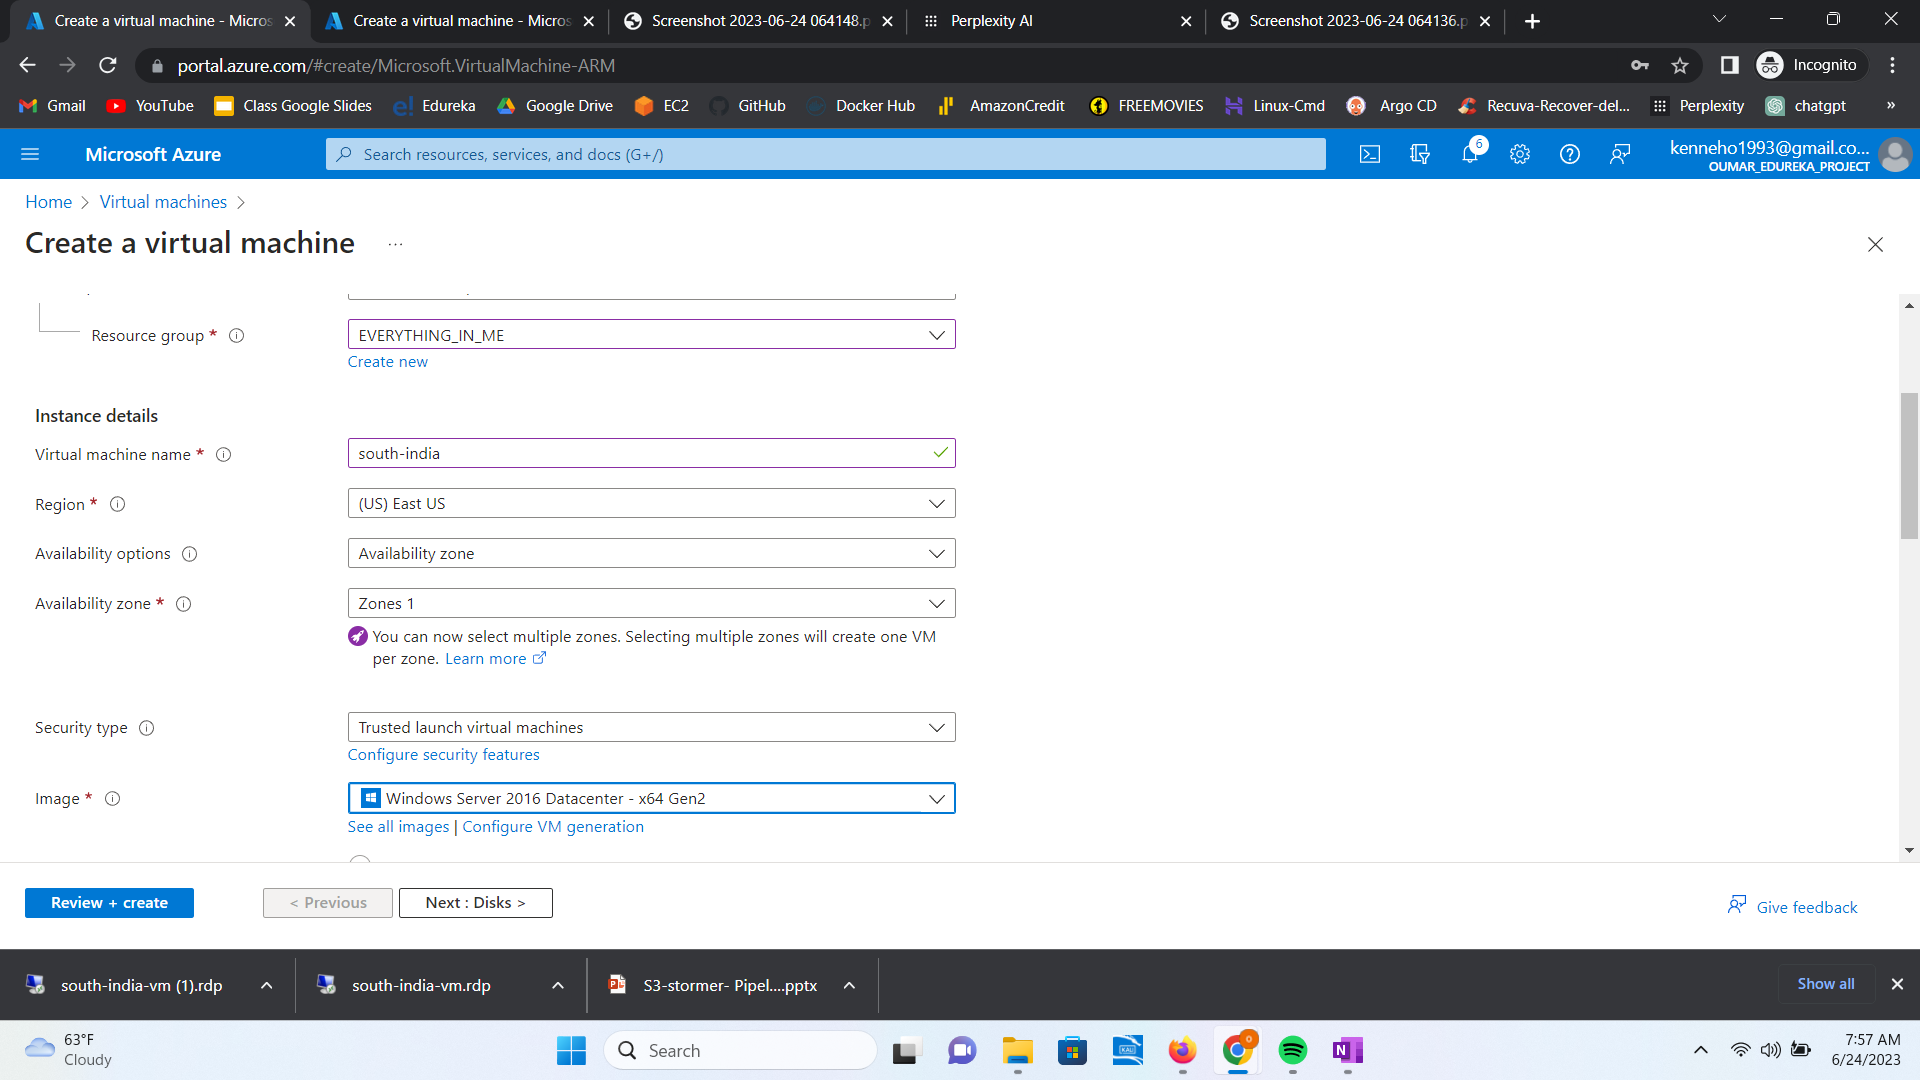 Create a virtual machine - Micros
Create a virtual machine - Micros
Screenshot 2023-06-24 064148.p
Perplexity AI
Screenshot 2023-06-24 064136.p
portal.azure.com/#create/Microsoft.VirtualMachine-ARM
Incognito
Gmail
YouTube
Class Google Slides
Edureka
Google Drive
EC2
GitHub
Docker Hub
AmazonCredit
FREEMOVIES
Linux-Cmd
Argo CD
Recuva-Recover-del...
Perplexity
chatgpt
»
Microsoft Azure
Search resources, services, and docs (G+/)
6
kenneho1993@gmail.co...
OUMAR_EDUREKA_PROJECT
Home > Virtual machines >
Create a virtual machine ...
Resource group *
EVERYTHING_IN_ME
Create new
Instance details
Virtual machine name *
south-india
Region *
(US) East US
Availability options
Availability zone
Availability zone *
Zones 1
You can now select multiple zones. Selecting multiple zones will create one VM
per zone. Learn more
Security type
Trusted launch virtual machines
Configure security features
Image *
Windows Server 2016 Datacenter - x64 Gen2
See all images | Configure VM generation
Review + create
< Previous
Next : Disks >
Give feedback
south-india-vm (1).rdp
south-india-vm.rdp
S3-stormer- Pipel....pptx
Show all
63°F
Cloudy
Search
7:57 AM
6/24/2023